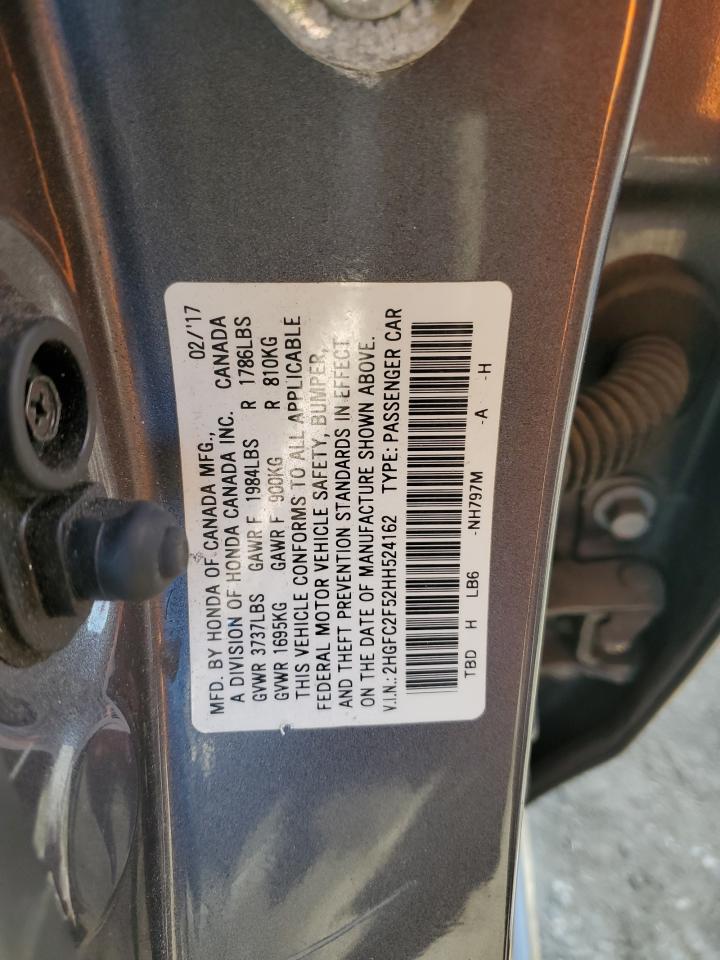 MFD. BY HONDA OF CANADA MFG., 02/'17
A DIVISION OF HONDA CANADA INC. CANADA
GVWR 3737LBS GAWR F 1984LBS R 1786LBS
GVWR 1695KG GAWR F 900KG R 810KG
THIS VEHICLE CONFORMS TO ALL APPLICABLE
FEDERAL MOTOR VEHICLE SAFETY, BUMPER,
AND THEFT PREVENTION STANDARDS IN EFFECT
ON THE DATE OF MANUFACTURE SHOWN ABOVE.
V.I.N.: 2HGFC2F52HH524162 TYPE: PASSENGER CAR
TBD H LB6 -NH797M -A -H